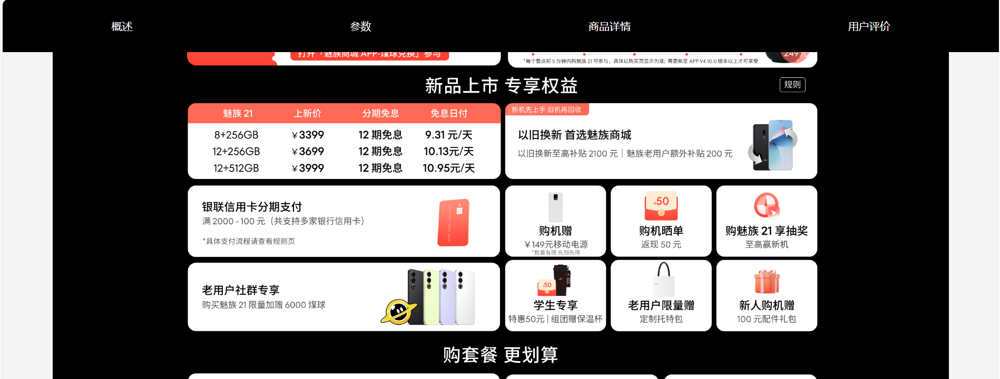 概述
参数
商品详情
用户评价
打开「魅族商城 APP-煤球兑换」参与
249元
*每个整点前 5 分钟内购魅族 21 可参与，具体以购买页显示为准; 需更新至 APP V4.10.0 版本以上才可享受
新品上市 专享权益
规则
魅族 21 上新价 分期免息 免息日付
8+256GB ￥3399 12 期免息 9.31 元/天
12+256GB ￥3699 12 期免息 10.13元/天
12+512GB ￥3999 12 期免息 10.95元/天
新机先上手 旧机再回收
以旧换新 首选魅族商城
以旧换新至高补贴 2100 元｜魅族老用户额外补贴 200 元
银联信用卡分期支付
满 2000 - 100 元（共支持多家银行信用卡）
*具体支付流程请查看规则页
购机赠
￥149元移动电源
*数量有限 先到先得
¥50
购机晒单
返现 50 元
购魅族 21 享抽奖
至高赢新机
老用户社群专享
购买魅族 21 限量加赠 6000 煤球
50
学生专享
特惠50元 | 组团赠保温杯
老用户限量赠
定制托特包
新人购机赠
100 元配件礼包
购套餐 更划算